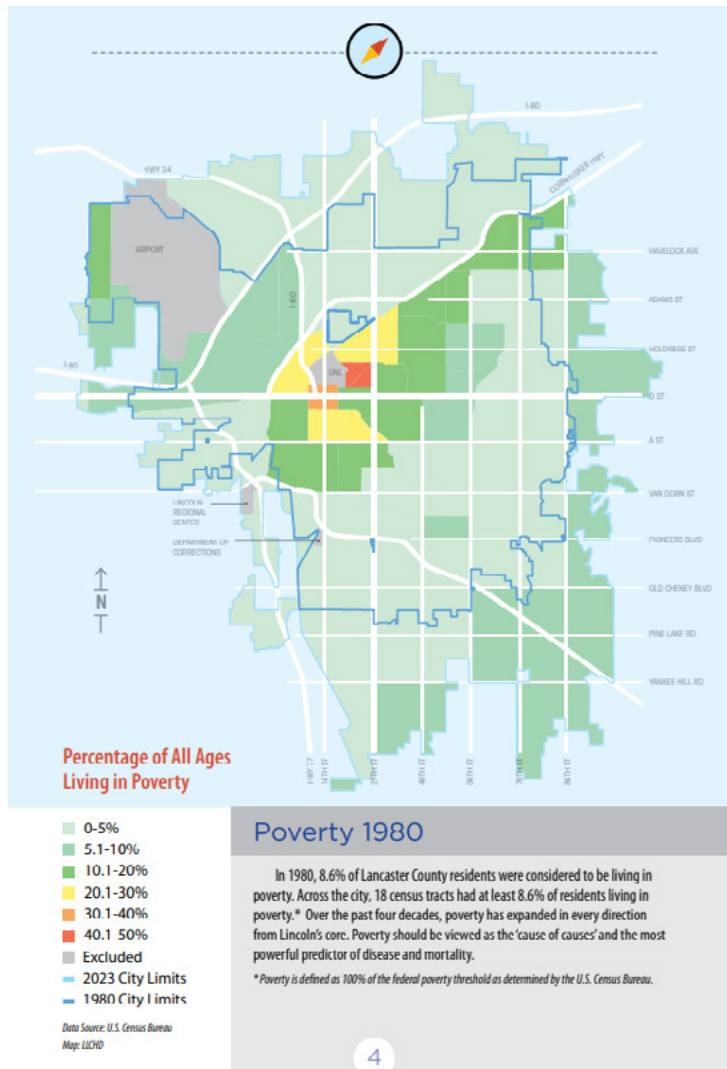 I-80
HWY 34
CORNHUSKER HWY
AIRPORT
HAVELOCK AVE
I-80
ADAMS ST
HOLDREGE ST
I-80
UNL
O ST
A ST
VAN DORN ST
LINCOLN
REGIONAL
CENTER
DEPARTMENT OF
CORRECTIONS
PIONEERS BLVD
OLD CHENEY BLVD
N
PINE LAKE RD
YANKEE HILL RD
HWY 77
14TH ST
27TH ST
48TH ST
56TH ST
70TH ST
84TH ST
Percentage of All Ages
Living in Poverty
0-5%
5.1-10%
10.1-20%
20.1-30%
30.1-40%
40.1 50%
Excluded
2023 City Limits
1980 City Limits
Data Source: U.S. Census Bureau
Map: LLCHD
Poverty 1980
In 1980, 8.6% of Lancaster County residents were considered to be living in
poverty. Across the city, 18 census tracts had at least 8.6% of residents living in
poverty.* Over the past four decades, poverty has expanded in every direction
from Lincoln's core. Poverty should be viewed as the 'cause of causes' and the most
powerful predictor of disease and mortality.
* Poverty is defined as 100% of the federal poverty threshold as determined by the U.S. Census Bureau.
4